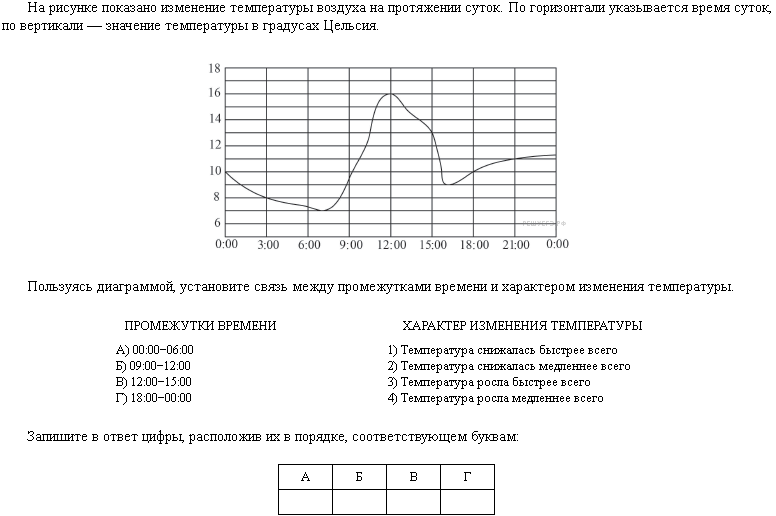 На рисунке показано изменение температуры воздуха на протяжении суток. По горизонтали указывается время суток,
по вертикали — значение температуры в градусах Цельсия.
18
16
14
12
10
8
6
0:00 3:00 6:00 9:00 12:00 15:00 18:00 21:00 0:00
Пользуясь диаграммой, установите связь между промежутками времени и характером изменения температуры.
ПРОМЕЖУТКИ ВРЕМЕНИ ХАРАКТЕР ИЗМЕНЕНИЯ ТЕМПЕРАТУРЫ
А) 00:00−06:00 1) Температура снижалась быстрее всего
Б) 09:00−12:00 2) Температура снижалась медленнее всего
В) 12:00−15:00 3) Температура росла быстрее всего
Г) 18:00−00:00 4) Температура росла медленнее всего
Запишите в ответ цифры, расположив их в порядке, соответствующем буквам:
А Б В Г